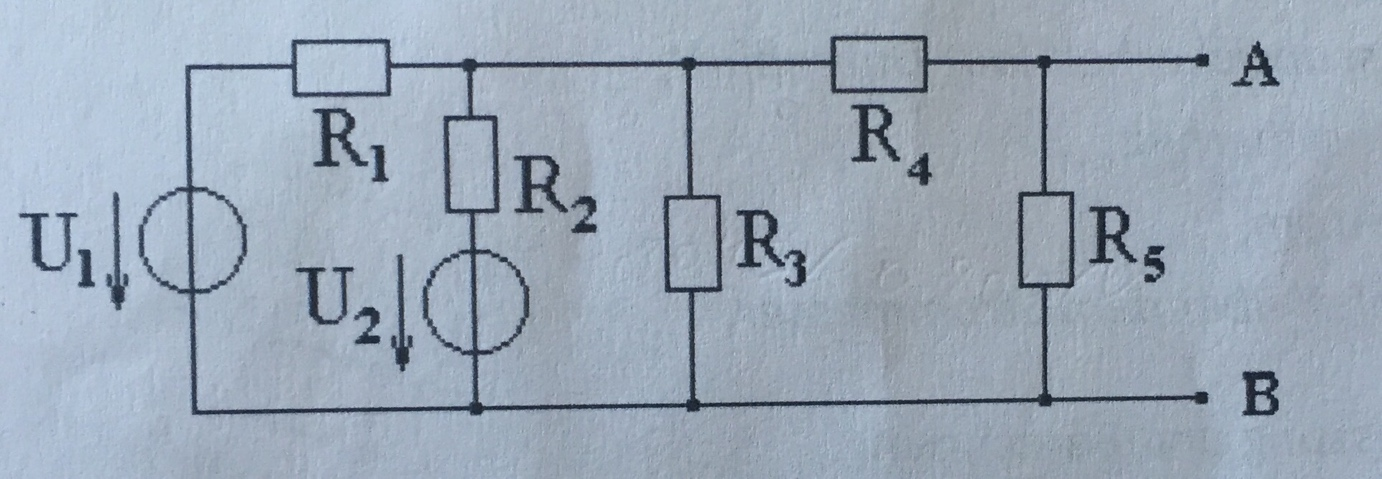 A
R₁
R₄
R₂
U₁
R₃
R₅
U₂
B